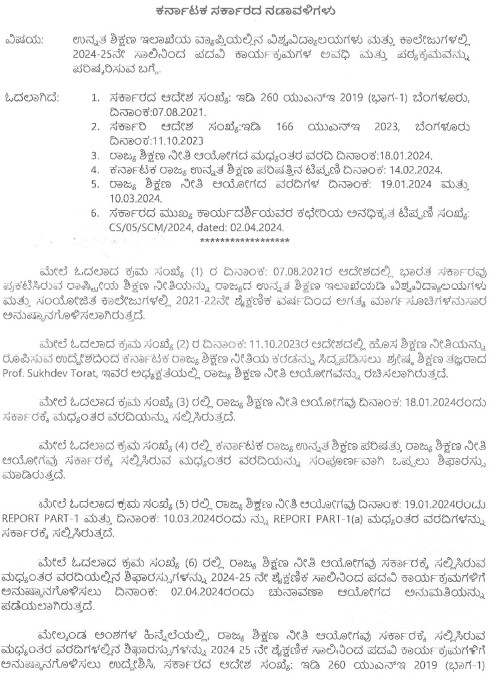 ಕರ್ನಾಟಕ ಸರ್ಕಾರದ ನಡಾವಳಿಗಳು
ವಿಷಯ: ಉನ್ನತ ಶಿಕ್ಷಣ ಇಲಾಖೆಯ ವ್ಯಾಪ್ತಿಯಲ್ಲಿನ ವಿಶ್ವವಿದ್ಯಾಲಯಗಳು ಮತ್ತು ಕಾಲೇಜುಗಳಲ್ಲಿ
2024-25ನೇ ಸಾಲಿನಿಂದ ಪದವಿ ಕಾರ್ಯಕ್ರಮಗಳ ಅವಧಿ ಮತ್ತು ಪಠ್ಯಕ್ರಮವನ್ನು
ಪರಿಷ್ಕರಿಸುವ ಬಗ್ಗೆ.
ಓದಲಾಗಿದೆ: 1. ಸರ್ಕಾರದ ಆದೇಶ ಸಂಖ್ಯೆ: ಇಡಿ 260 ಯುಎನ್ಇ 2019 (ಭಾಗ-1) ಬೆಂಗಳೂರು,
ದಿನಾಂಕ:07.08.2021.
2. ಸರ್ಕಾರಿ ಆದೇಶ ಸಂಖ್ಯೆ:ಇಡಿ 166 ಯುಎನ್ಇ 2023, ಬೆಂಗಳೂರು
ದಿನಾಂಕ:11.10.2023
3. ರಾಜ್ಯ ಶಿಕ್ಷಣ ನೀತಿ ಆಯೋಗದ ಮಧ್ಯಂತರ ವರದಿ ದಿನಾಂಕ:18.01.2024.
4. ಕರ್ನಾಟಕ ರಾಜ್ಯ ಉನ್ನತ ಶಿಕ್ಷಣ ಪರಿಷತ್ತಿನ ಟಿಪ್ಪಣಿ ದಿನಾಂಕ: 14.02.2024.
5. ರಾಜ್ಯ ಶಿಕ್ಷಣ ನೀತಿ ಆಯೋಗದ ವರದಿಗಳ ದಿನಾಂಕ: 19.01.2024 ಮತ್ತು
10.03.2024.
6. ಸರ್ಕಾರದ ಮುಖ್ಯ ಕಾರ್ಯದರ್ಶಿಯವರ ಕಛೇರಿಯ ಅನಧಿಕೃತ ಟಿಪ್ಪಣಿ ಸಂಖ್ಯೆ:
CS/05/SCM/2024, dated: 02.04.2024.
******************
ಮೇಲೆ ಓದಲಾದ ಕ್ರಮ ಸಂಖ್ಯೆ (1) ರ ದಿನಾಂಕ: 07.08.2021ರ ಆದೇಶದಲ್ಲಿ ಭಾರತ ಸರ್ಕಾರವು
ಪ್ರಕಟಿಸಿರುವ ರಾಷ್ಟ್ರೀಯ ಶಿಕ್ಷಣ ನೀತಿಯನ್ನು ರಾಜ್ಯದ ಉನ್ನತ ಶಿಕ್ಷಣ ಇಲಾಖೆಯಡಿ ವಿಶ್ವವಿದ್ಯಾಲಯಗಳು
ಮತ್ತು ಸಂಯೋಜಿತ ಕಾಲೇಜುಗಳಲ್ಲಿ 2021-22ನೇ ಶೈಕ್ಷಣಿಕ ವರ್ಷದಿಂದ ಅಗತ್ಯ ಮಾರ್ಗಸೂಚಿಗಳನುಸಾರ
ಅನುಷ್ಠಾನಗೊಳಿಸಲಾಗಿರುತ್ತದೆ.
ಮೇಲೆ ಓದಲಾದ ಕ್ರಮ ಸಂಖ್ಯೆ (2) ರ ದಿನಾಂಕ: 11.10.2023ರ ಆದೇಶದಲ್ಲಿ ಹೊಸ ಶಿಕ್ಷಣ ನೀತಿಯನ್ನು
ರೂಪಿಸುವ ಉದ್ದೇಶದಿಂದ ಕರ್ನಾಟಕ ರಾಜ್ಯ ಶಿಕ್ಷಣ ನೀತಿಯ ಕರಡನ್ನು ಸಿದ್ಧಪಡಿಸಲು ಶ್ರೇಷ್ಠ ಶಿಕ್ಷಣ ತಜ್ಞರಾದ
Prof. Sukhdev Torat, ಇವರ ಅಧ್ಯಕ್ಷತೆಯಲ್ಲಿ ರಾಜ್ಯ ಶಿಕ್ಷಣ ನೀತಿ ಆಯೋಗವನ್ನು ರಚಿಸಲಾಗಿರುತ್ತದೆ.
ಮೇಲೆ ಓದಲಾದ ಕ್ರಮ ಸಂಖ್ಯೆ (3) ರಲ್ಲಿ ರಾಜ್ಯ ಶಿಕ್ಷಣ ನೀತಿ ಆಯೋಗವು ದಿನಾಂಕ: 18.01.2024ರಂದು
ಸರ್ಕಾರಕ್ಕೆ ಮಧ್ಯಂತರ ವರದಿಯನ್ನು ಸಲ್ಲಿಸಿರುತ್ತದೆ.
ಮೇಲೆ ಓದಲಾದ ಕ್ರಮ ಸಂಖ್ಯೆ (4) ರಲ್ಲಿ ಕರ್ನಾಟಕ ರಾಜ್ಯ ಉನ್ನತ ಶಿಕ್ಷಣ ಪರಿಷತ್ತು ರಾಜ್ಯ ಶಿಕ್ಷಣ ನೀತಿ
ಆಯೋಗವು ಸರ್ಕಾರಕ್ಕೆ ಸಲ್ಲಿಸಿರುವ ಮಧ್ಯಂತರ ವರದಿಯನ್ನು ಸಂಪೂರ್ಣವಾಗಿ ಒಪ್ಪಲು ಶಿಫಾರಸ್ಸು
ಮಾಡಿರುತ್ತದೆ.
ಮೇಲೆ ಓದಲಾದ ಕ್ರಮ ಸಂಖ್ಯೆ (5) ರಲ್ಲಿ ರಾಜ್ಯ ಶಿಕ್ಷಣ ನೀತಿ ಆಯೋಗವು ದಿನಾಂಕ: 19.01.2024ರಂದು
REPORT PART-1 ಮತ್ತು ದಿನಾಂಕ: 10.03.2024ರಂದು ನ್ನು REPORT PART-1(a) ಮಧ್ಯಂತರ ವರದಿಗಳನ್ನು
ಸರ್ಕಾರಕ್ಕೆ ಸಲ್ಲಿಸಿರುತ್ತದೆ.
ಮೇಲೆ ಓದಲಾದ ಕ್ರಮ ಸಂಖ್ಯೆ (6) ರಲ್ಲಿ ರಾಜ್ಯ ಶಿಕ್ಷಣ ನೀತಿ ಆಯೋಗವು ಸರ್ಕಾರಕ್ಕೆ ಸಲ್ಲಿಸಿರುವ
ಮಧ್ಯಂತರ ವರದಿಯಲ್ಲಿನ ಶಿಫಾರಸ್ಸುಗಳನ್ನು 2024-25 ನೇ ಶೈಕ್ಷಣಿಕ ಸಾಲಿನಿಂದ ಪದವಿ ಕಾರ್ಯಕ್ರಮಗಳಿಗೆ
ಅನುಷ್ಠಾನಗೊಳಿಸಲು ದಿನಾಂಕ: 02.04.2024ರಂದು ಚುನಾವಣಾ ಆಯೋಗದ ಅನುಮತಿಯನ್ನು
ಪಡೆಯಲಾಗಿರುತ್ತದೆ.
ಮೇಲ್ಕಂಡ ಅಂಶಗಳ ಹಿನ್ನೆಲೆಯಲ್ಲಿ, ರಾಜ್ಯ ಶಿಕ್ಷಣ ನೀತಿ ಆಯೋಗವು ಸರ್ಕಾರಕ್ಕೆ ಸಲ್ಲಿಸಿರುವ
ಮಧ್ಯಂತರ ವರದಿಗಳಲ್ಲಿನ ಶಿಫಾರಸ್ಸುಗಳನ್ನು 2024 25 ನೇ ಶೈಕ್ಷಣಿಕ ಸಾಲಿನಿಂದ ಪದವಿ ಕಾರ್ಯಕ್ರಮಗಳಿಗೆ
ಅನುಷ್ಠಾನಗೊಳಿಸಲು ಉದ್ದೇಶಿಸಿ, ಸರ್ಕಾರದ ಆದೇಶ ಸಂಖ್ಯೆ: ಇಡಿ 260 ಯುಎನ್ಇ 2019 (ಭಾಗ-1)